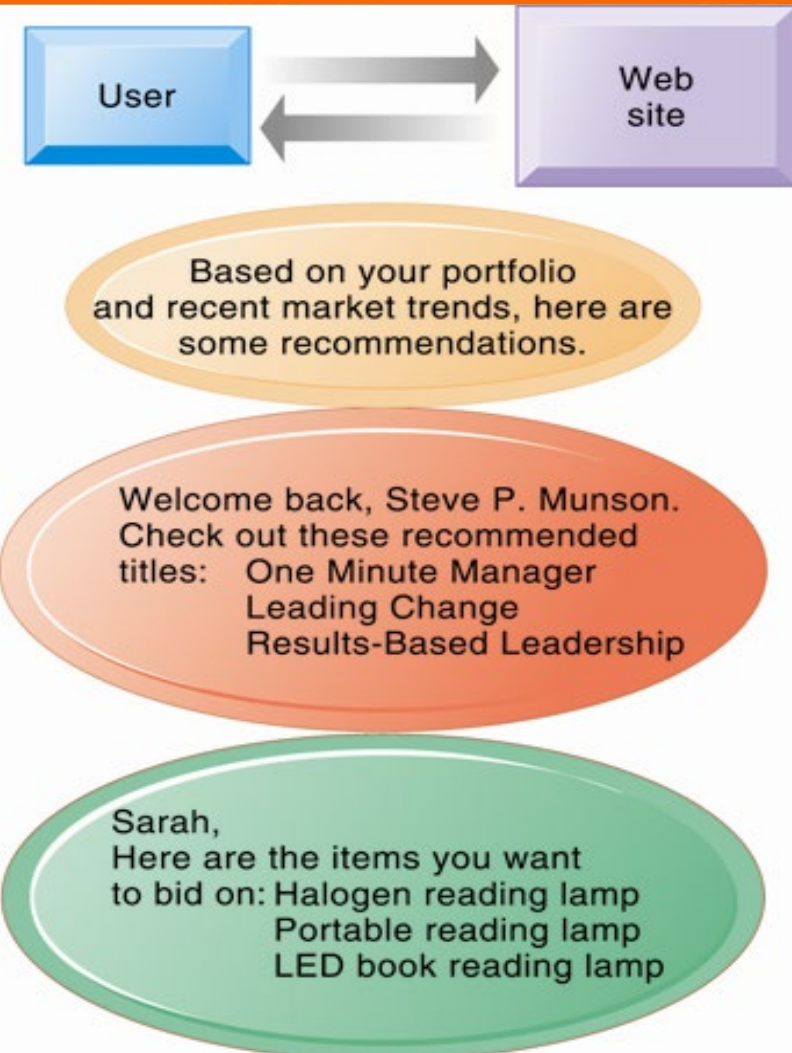 User
Web
site
Based on your portfolio
and recent market trends, here are
some recommendations.
Welcome back, Steve P. Munson.
Check out these recommended
titles: One Minute Manager
Leading Change
Results-Based Leadership
Sarah,
Here are the items you want
to bid on: Halogen reading lamp
Portable reading lamp
LED book reading lamp